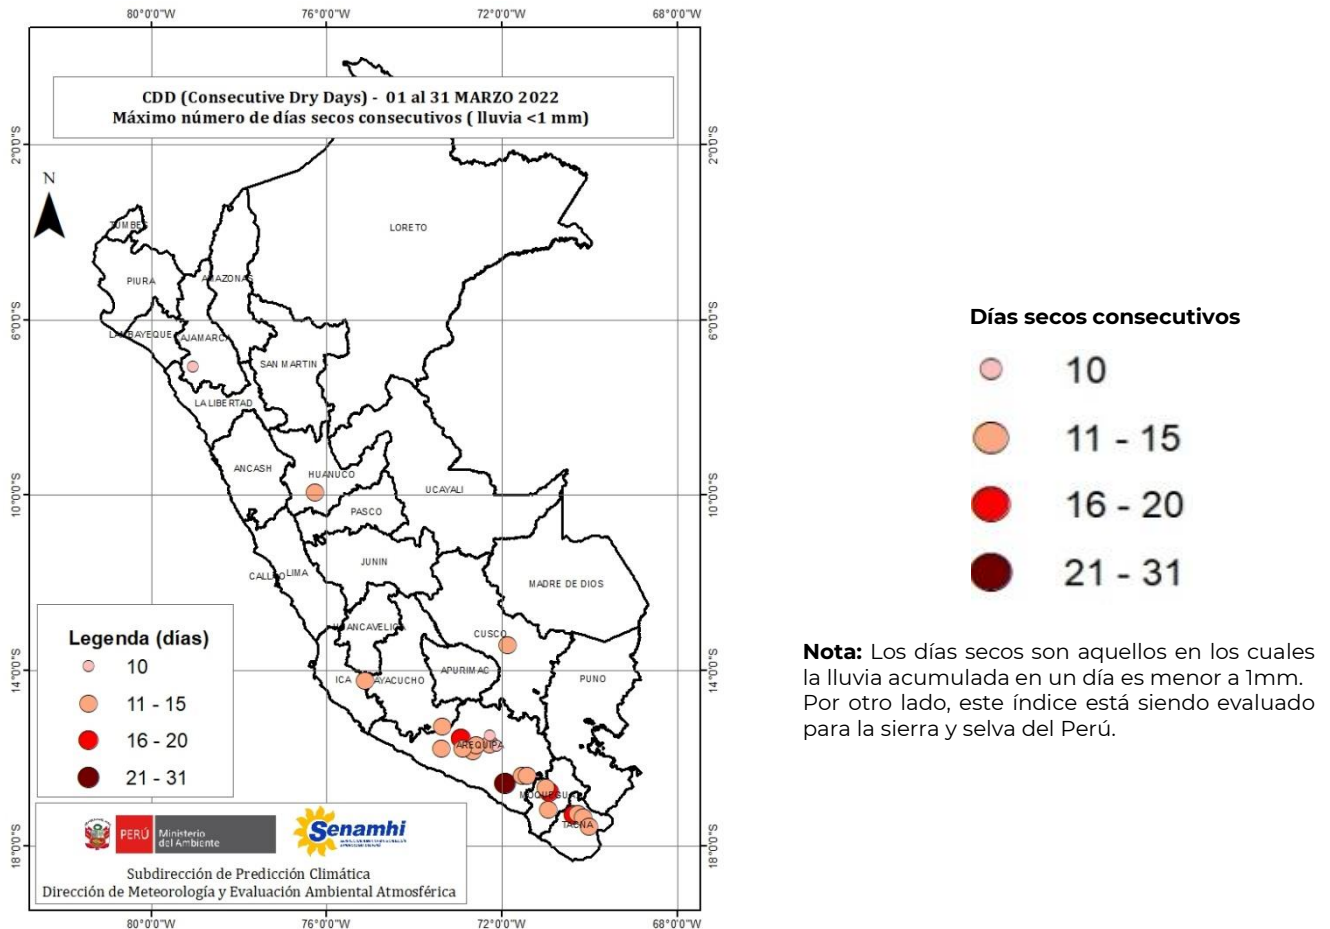 80°0'0"W 76°0'0"W 72°0'0"W 68°0'0"W
CDD (Consecutive Dry Days) - 01 al 31 MARZO 2022
Máximo número de días secos consecutivos ( lluvia <1 mm)
2°0'0"S
2°0'0"S
N
TUMBES
LORETO
PIURA
AMAZONAS
6°0'0"S
6°0'0"S
LAMBAYEQUE
CAJAMARCA
SAN MARTIN
LA LIBERTAD
ANCASH
HUANUCO
UCAYALI
10°0'0"S
10°0'0"S
PASCO
JUNIN
CALLAO
LIMA
MADRE DE DIOS
HUANCAVELICA
CUSCO
14°0'0"S
14°0'0"S
ICA
AYACUCHO
APURIMAC
PUNO
AREQUIPA
MOQUEGUA
TACNA
18°0'0"S
18°0'0"S
Legenda (días)
10
11 - 15
16 - 20
21 - 31
PERÚ
Ministerio
del Ambiente
Senamhi
Subdirección de Predicción Climática
Dirección de Meteorología y Evaluación Ambiental Atmosférica
80°0'0"W 76°0'0"W 72°0'0"W 68°0'0"W
Días secos consecutivos
10
11 - 15
16 - 20
21 - 31
Nota: Los días secos son aquellos en los cuales
la lluvia acumulada en un día es menor a 1mm.
Por otro lado, este índice está siendo evaluado
para la sierra y selva del Perú.